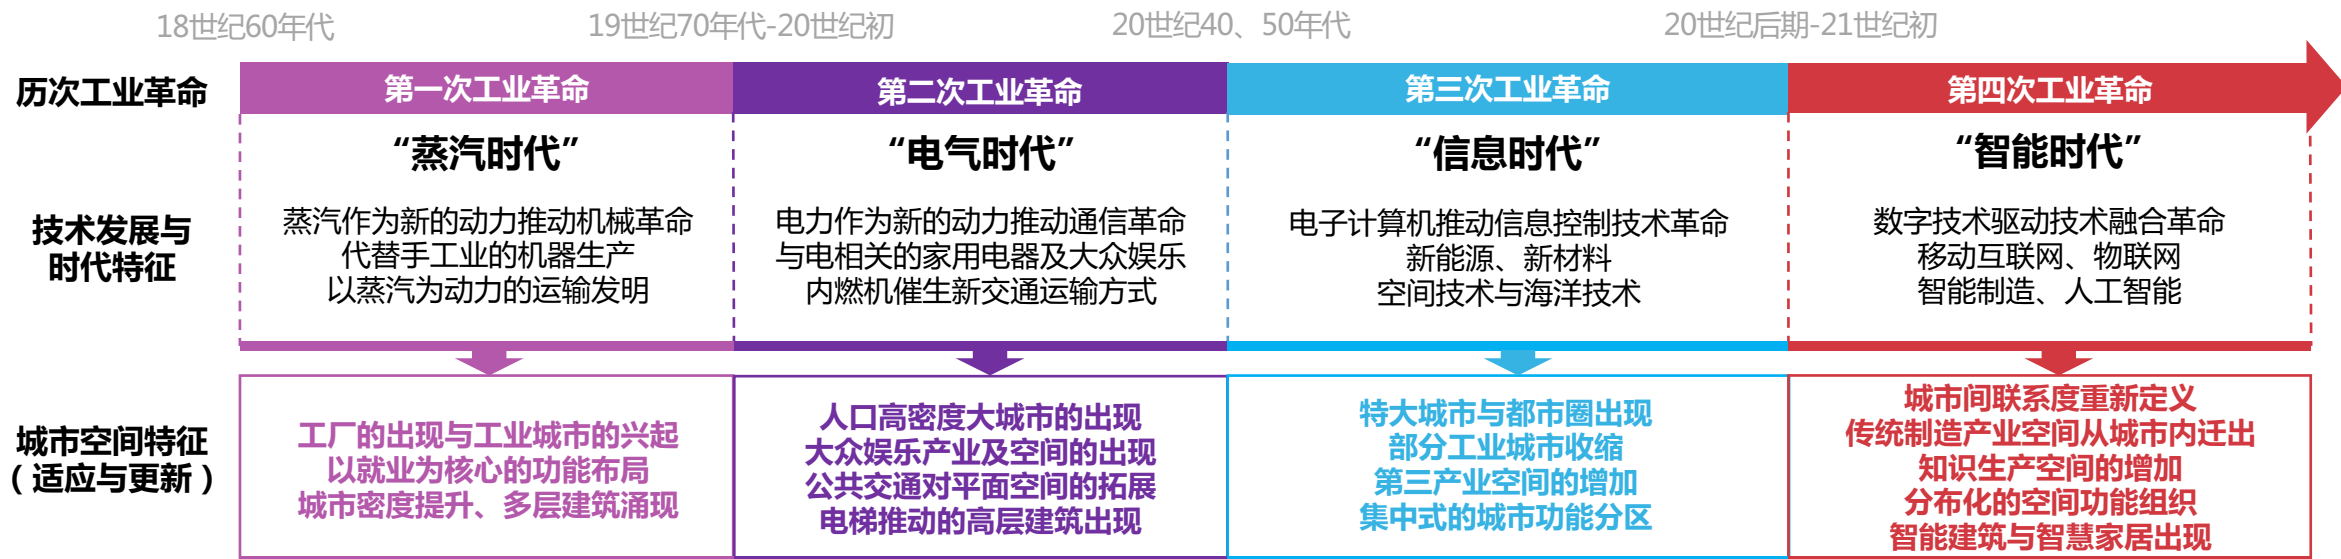 18世纪60年代
19世纪70年代-20世纪初
20世纪40、50年代
20世纪后期-21世纪初
历次工业革命
第一次工业革命
第二次工业革命
第三次工业革命
第四次工业革命
技术发展与
时代特征
“蒸汽时代”
蒸汽作为新的动力推动机械革命
代替手工业的机器生产
以蒸汽为动力的运输发明
“电气时代”
电力作为新的动力推动通信革命
与电相关的家用电器及大众娱乐
内燃机催生新交通运输方式
“信息时代”
电子计算机推动信息控制技术革命
新能源、新材料
空间技术与海洋技术
“智能时代”
数字技术驱动技术融合革命
移动互联网、物联网
智能制造、人工智能
城市空间特征
（适应与更新）
工厂的出现与工业城市的兴起
以就业为核心的功能布局
城市密度提升、多层建筑涌现
人口高密度大城市的出现
大众娱乐产业及空间的出现
公共交通对平面空间的拓展
电梯推动的高层建筑出现
特大城市与都市圈出现
部分工业城市收缩
第三产业空间的增加
集中式的城市功能分区
城市间联系度重新定义
传统制造产业空间从城市内迁出
知识生产空间的增加
分布化的空间功能组织
智能建筑与智慧家居出现